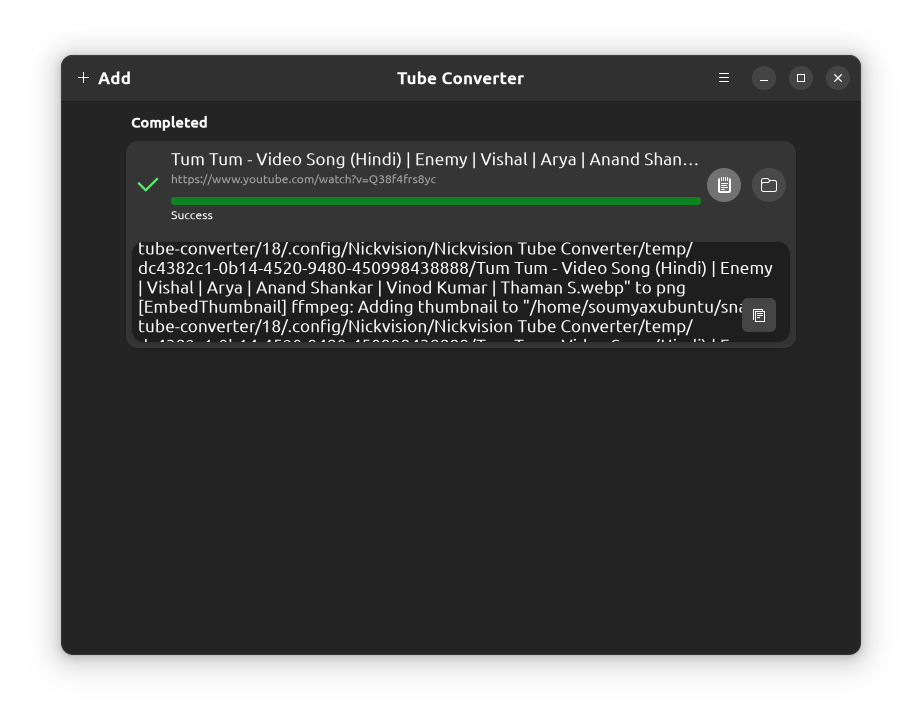 Add
Tube Converter
Completed
Tum Tum - Video Song (Hindi) | Enemy | Vishal | Arya | Anand Shan…
https://www.youtube.com/watch?v=Q38f4frs8yc
Success
tube-converter/18/.config/Nickvision/Nickvision Tube Converter/temp/
dc4382c1-0b14-4520-9480-450998438888/Tum Tum - Video Song (Hindi) | Enemy
| Vishal | Arya | Anand Shankar | Vinod Kumar | Thaman S.webp" to png
[EmbedThumbnail] ffmpeg: Adding thumbnail to "/home/soumyaxubuntu/sna
tube-converter/18/.config/Nickvision/Nickvision Tube Converter/temp/